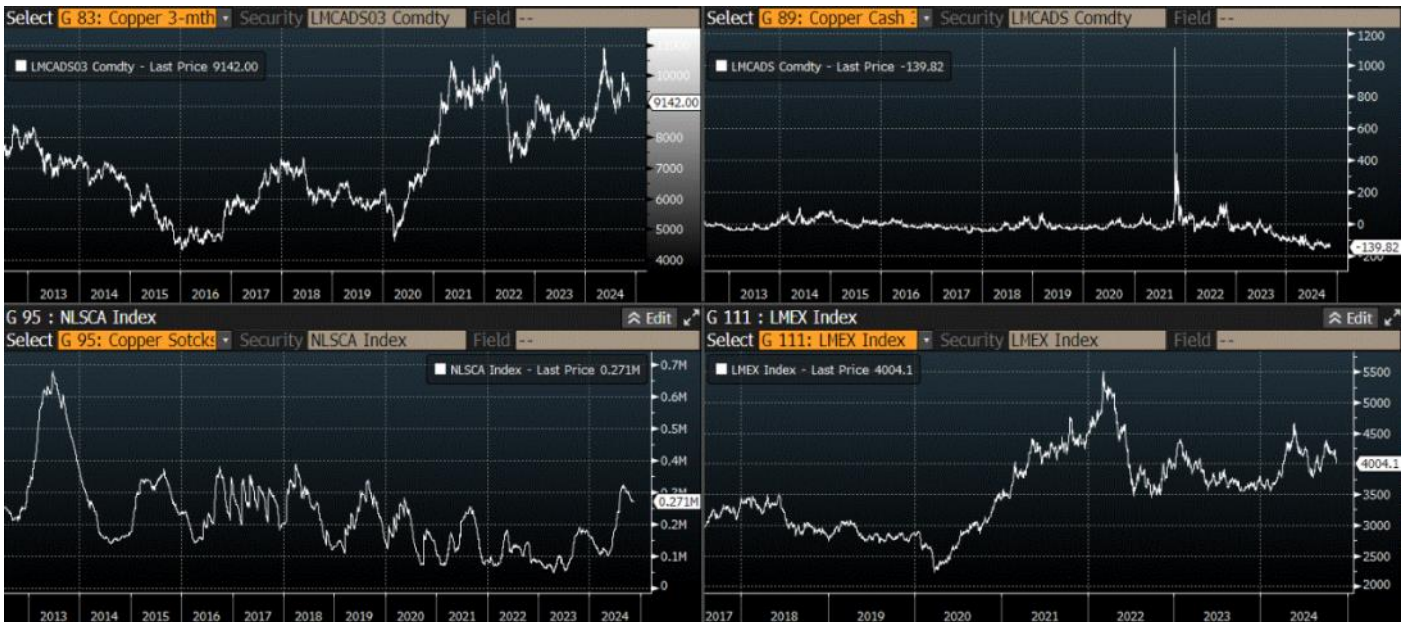 Select G 83: Copper 3-mth Security LMCADS03 Comdty Field --
LMCADS03 Comdty - Last Price 9142.00
11000
10000
9142.00
8000
7000
6000
5000
4000
2013 2014 2015 2016 2017 2018 2019 2020 2021 2022 2023 2024
Select G 89: Copper Cash Security LMCADS Comdty Field --
LMCADS Comdty - Last Price -139.82
1200
1000
800
600
400
200
0
-139.82
-200
2013 2014 2015 2016 2017 2018 2019 2020 2021 2022 2023 2024
G 95 : NLSCA Index Edit
Select G 95: Copper Sotcks Security NLSCA Index Field --
NLSCA Index - Last Price 0.271M
0.7M
0.6M
0.5M
0.4M
0.3M
0.271M
0.2M
0.1M
0
2013 2014 2015 2016 2017 2018 2019 2020 2021 2022 2023 2024
G 111 : LMEX Index Edit
Select G 111: LMEX Index Security LMEX Index Field --
LMEX Index - Last Price 4004.1
5500
5000
4500
4004.1
3500
3000
2500
2000
2017 2018 2019 2020 2021 2022 2023 2024